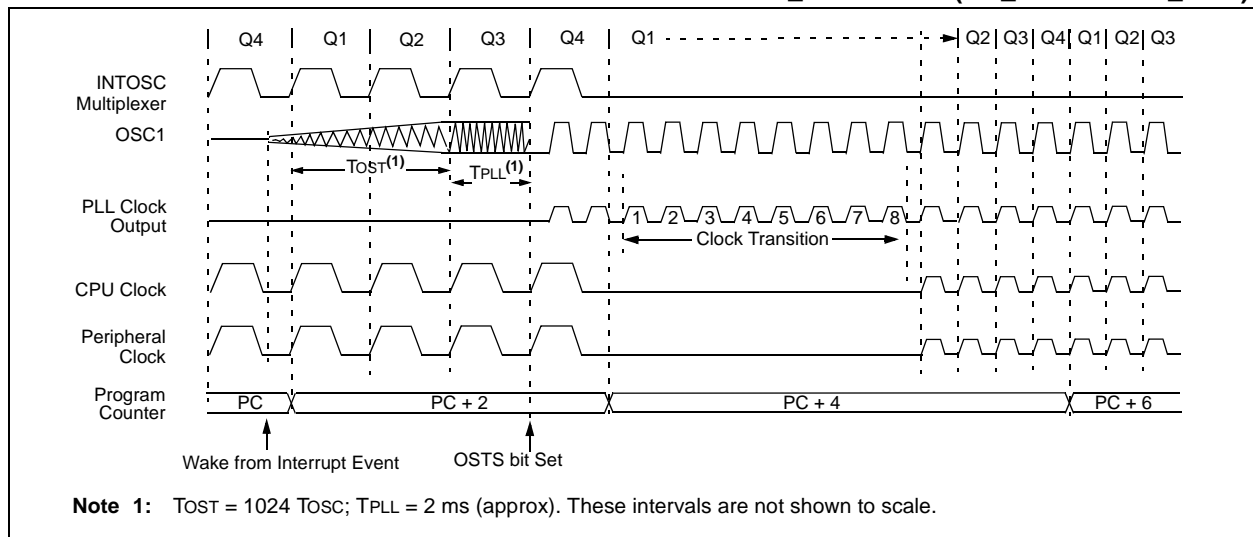 Q4 Q1 Q2 Q3 Q4 Q1 Q2 Q3 Q4 Q1 Q2 Q3
INTOSC
Multiplexer
OSC1
TOST(1) TPLL(1)
PLL Clock
Output
1 2 3 4 5 6 7 8
Clock Transition
CPU Clock
Peripheral
Clock
Program
Counter
PC PC + 2 PC + 4 PC + 6
Wake from Interrupt Event OSTS bit Set
Note 1: TOST = 1024 TOSC; TPLL = 2 ms (approx). These intervals are not shown to scale.